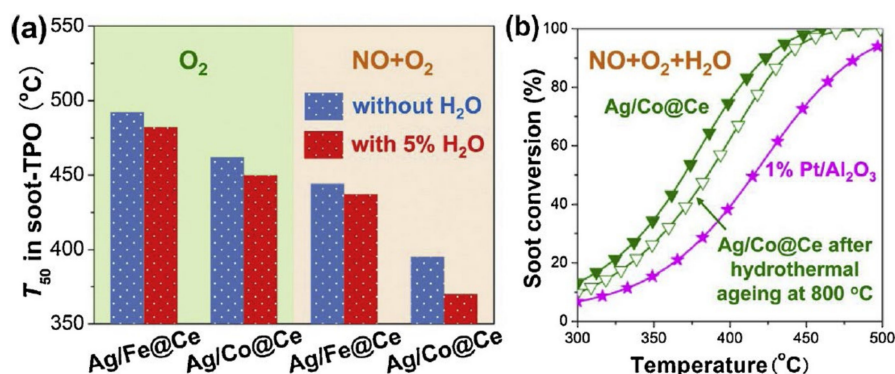 (a)
550
500
450
400
350
T50 in soot-TPO (°C)
O2
NO+O2
without H2O
with 5% H2O
Ag/Fe@Ce
Ag/Co@Ce
Ag/Fe@Ce
Ag/Co@Ce
(b)
100
80
60
40
20
0
Soot conversion (%)
NO+O2+H2O
Ag/Co@Ce
1% Pt/Al2O3
Ag/Co@Ce after
hydrothermal
ageing at 800 °C
300
350
400
450
500
Temperature(°C)